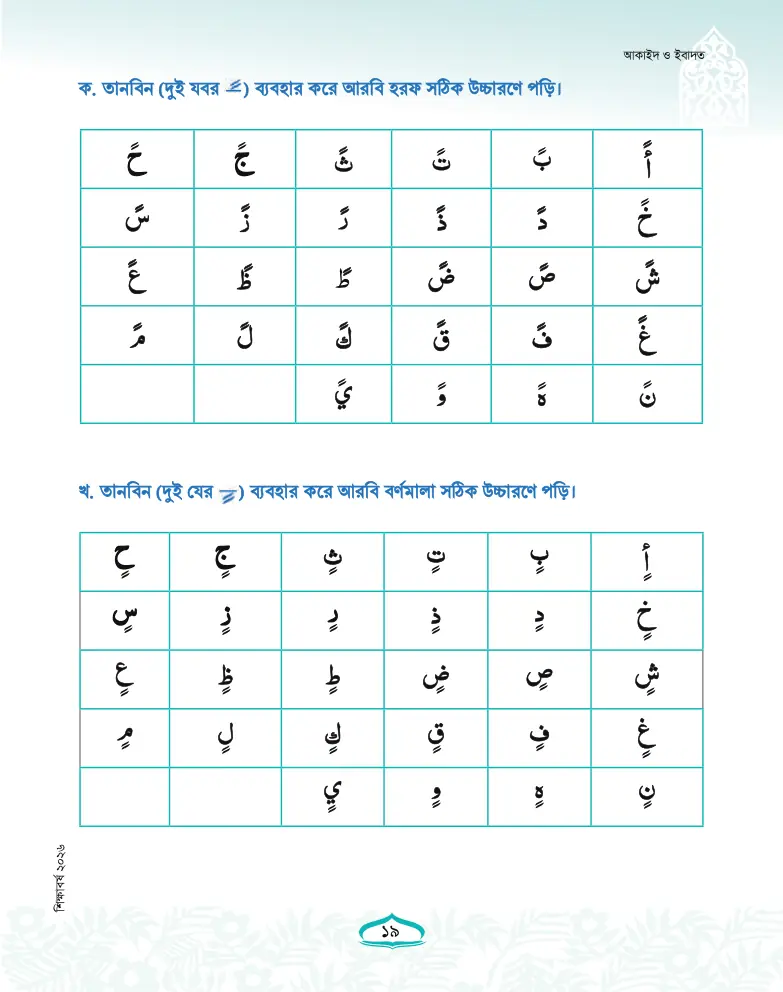 আকাইদ ও ইবাদত
ক. তানবিন (দুই যবর ـً) ব্যবহার করে আরবি হরফ সঠিক উচ্চারণে পড়ি।
أً بً تً ثً جً حً
خً دً ذً رً زً سً
شً صً ضً طً ظً عً
غً فً قً كً لً مً
نً هً وً يً
খ. তানবিন (দুই যের ـٍ) ব্যবহার করে আরবি বর্ণমালা সঠিক উচ্চারণে পড়ি।
أٍ بٍ تٍ ثٍ جٍ حٍ
خٍ دٍ ذٍ رٍ زٍ سٍ
شٍ صٍ ضٍ طٍ ظٍ عٍ
غٍ فٍ قٍ كٍ لٍ مٍ
نٍ هٍ وٍ يٍ
শিক্ষাবর্ষ ২০২৬
১৯